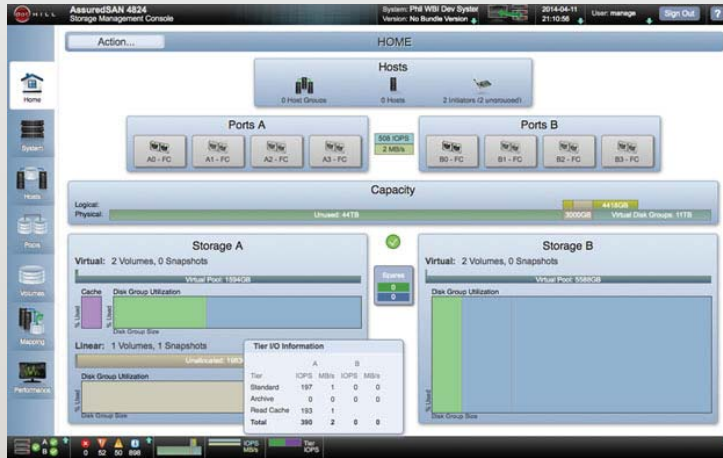 dot HILL
AssuredSAN 4824
Storage Management Console
System: Phil WBI Dev Syster
Version: No Bundle Version
2014-04-11
21:10:56
User: manage
Sign Out
?
Action...
HOME
Home
System
Hosts
Pools
Volumes
Mapping
Performance
Hosts
0 Host Groups
0 Hosts
2 Initiators (2 ungrouped)
Ports A
A0 - FC
A1 - FC
A2 - FC
A3 - FC
508 IOPS
2 MB/s
Ports B
B0 - FC
B1 - FC
B2 - FC
B3 - FC
Capacity
Logical:
4418GB
Physical:
Unused: 44TB
3000GB
Virtual Disk Groups: 11TB
Storage A
Virtual: 2 Volumes, 0 Snapshots
Virtual Pool: 1594GB
Cache
Disk Group Utilization
% Used
% Used
Disk Group Size
Linear: 1 Volumes, 1 Snapshots
Disk Group Utilization
% Used
Disk Group Size
Spares
0
0
Storage B
Virtual: 2 Volumes, 0 Snapshots
Virtual Pool: 5588GB
Disk Group Utilization
% Used
Disk Group Size
Tier I/O Information
A B
Tier IOPS MB/s IOPS MB/s
Standard 197 1 0 0
Archive 0 0 0 0
Read Cache 193 1
Total 390 2 0 0
A
B
0 52 50 898
IOPS
MB/s
Tier
IOPS